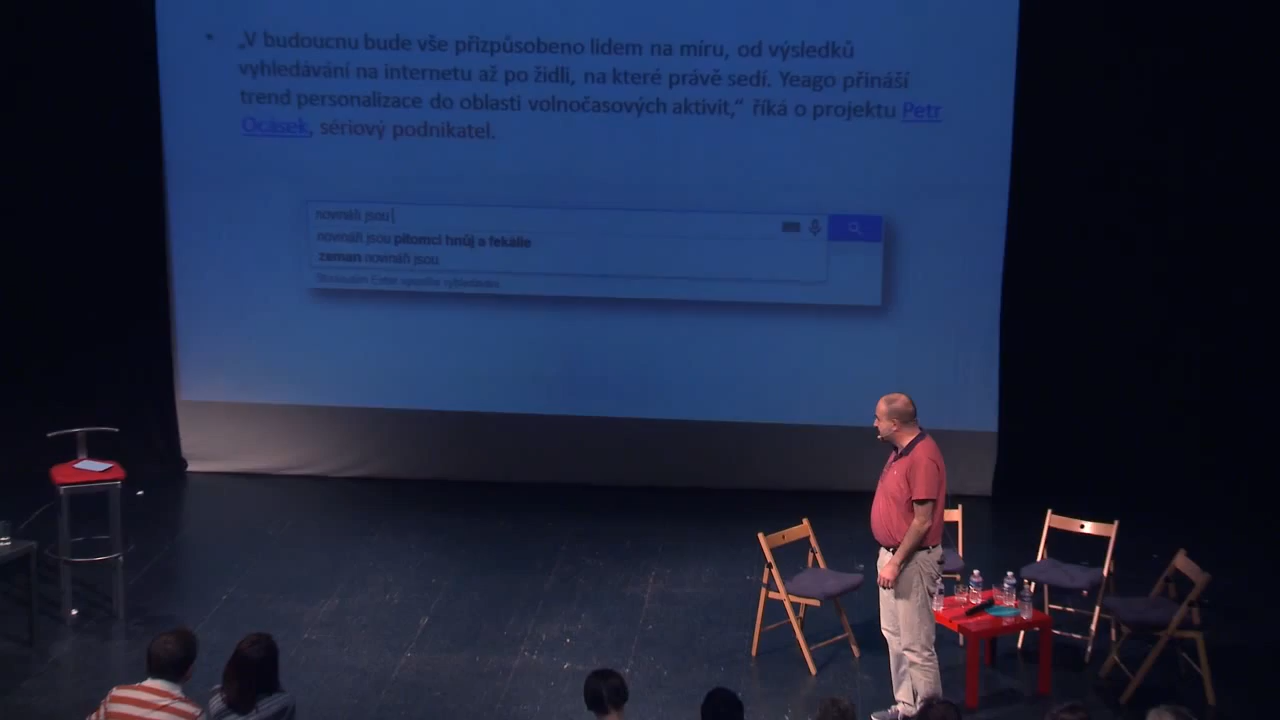 „V budoucnu bude vše přizpůsobeno lidem na míru, od výsledků
vyhledávání na internetu až po židli, na které právě sedí. Yeago přináší
trend personalizace do oblasti volnočasových aktivit,“ říká o projektu Petr
Ocásek, sériový podnikatel.
novináři jsou
novináři jsou pitomci hnůj a fekálie
zeman novináři jsou